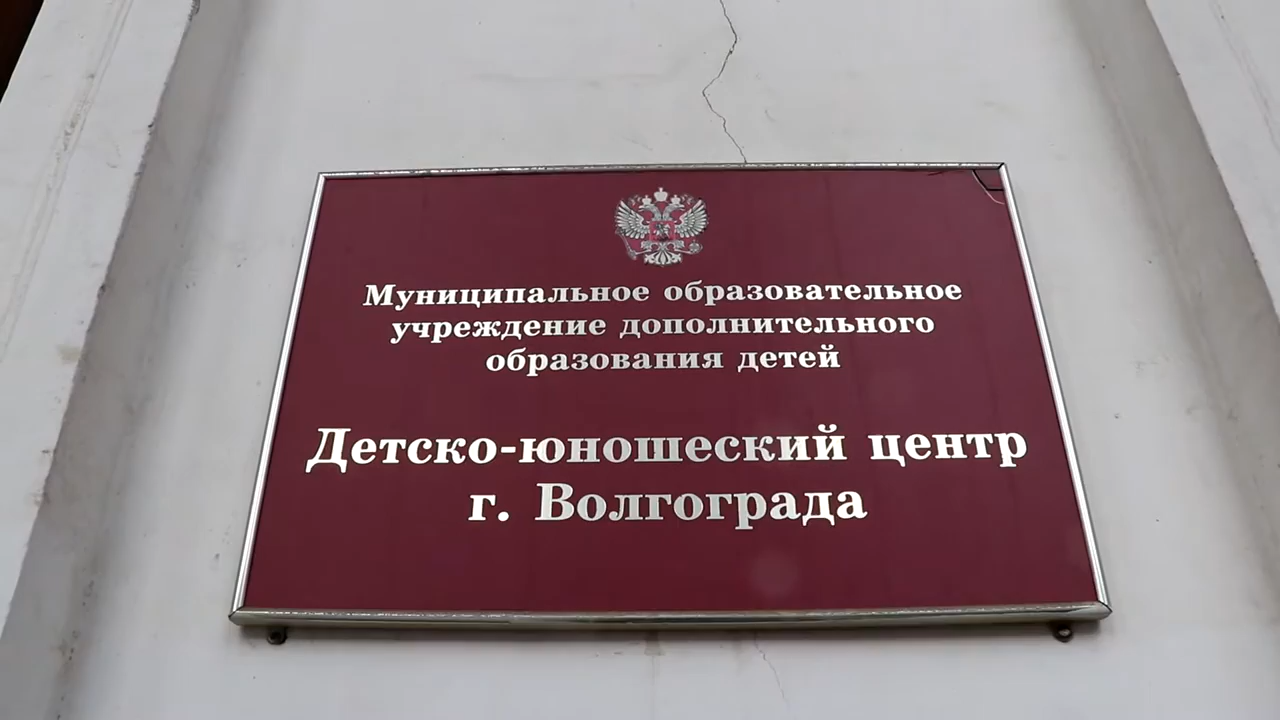 Муниципальное образовательное
учреждение дополнительного
образования детей
Детско-юношеский центр
г. Волгограда